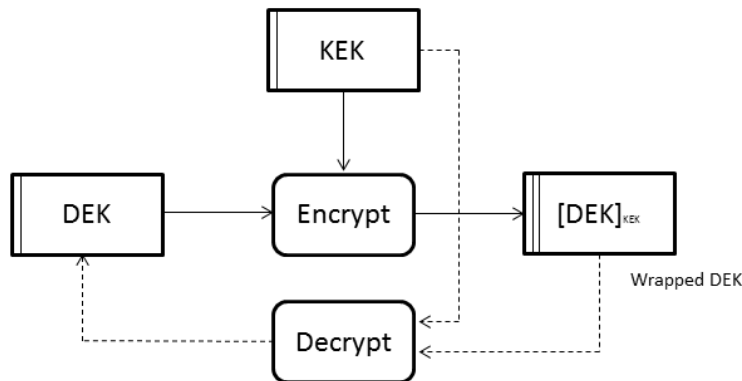 KEK
DEK
Encrypt
[DEK]KEK
Wrapped DEK
Decrypt